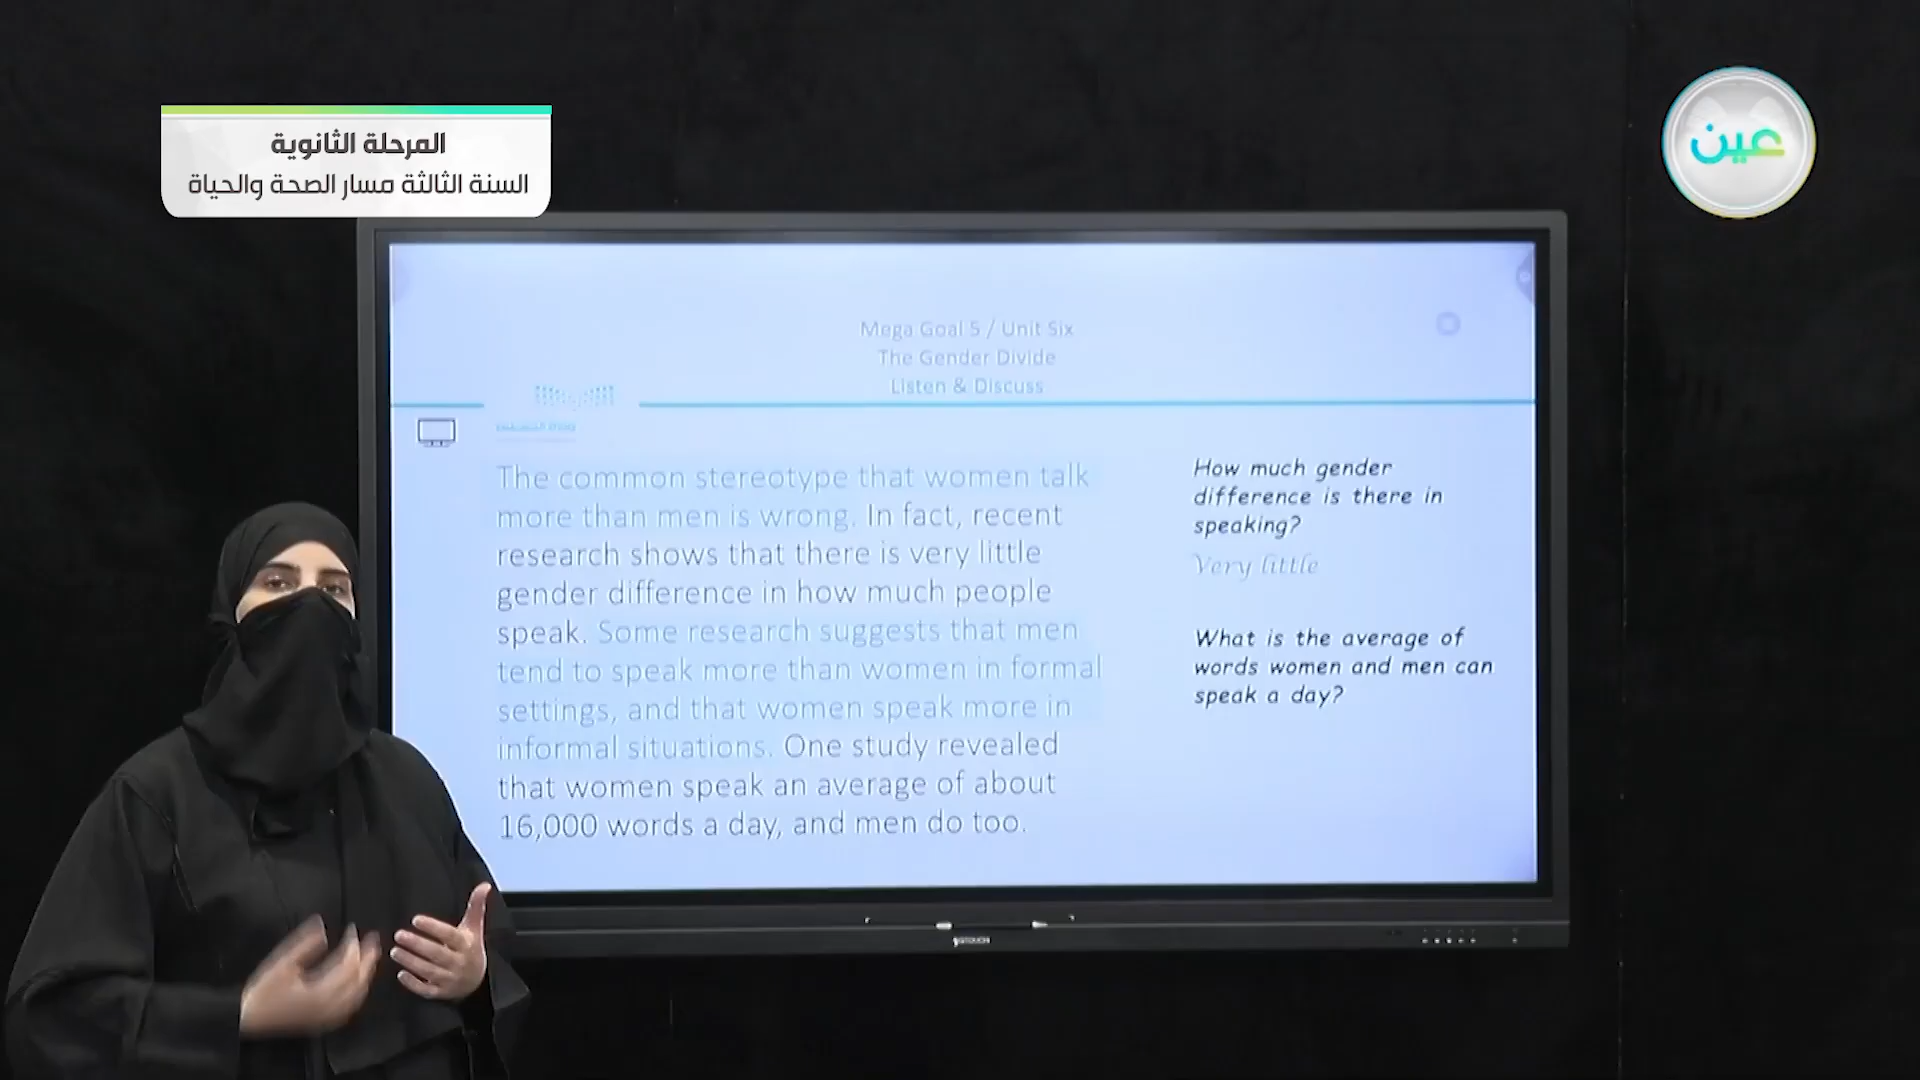 المرحلة الثانوية
السنة الثالثة مسار الصحة والحياة
عين
Mega Goal 5 / Unit Six
The Gender Divide
Listen & Discuss
The common stereotype that women talk
more than men is wrong. In fact, recent
research shows that there is very little
gender difference in how much people
speak. Some research suggests that men
tend to speak more than women in formal
settings, and that women speak more in
informal situations. One study revealed
that women speak an average of about
16,000 words a day, and men do too.
How much gender
difference is there in
speaking?
Very little
What is the average of
words women and men can
speak a day?